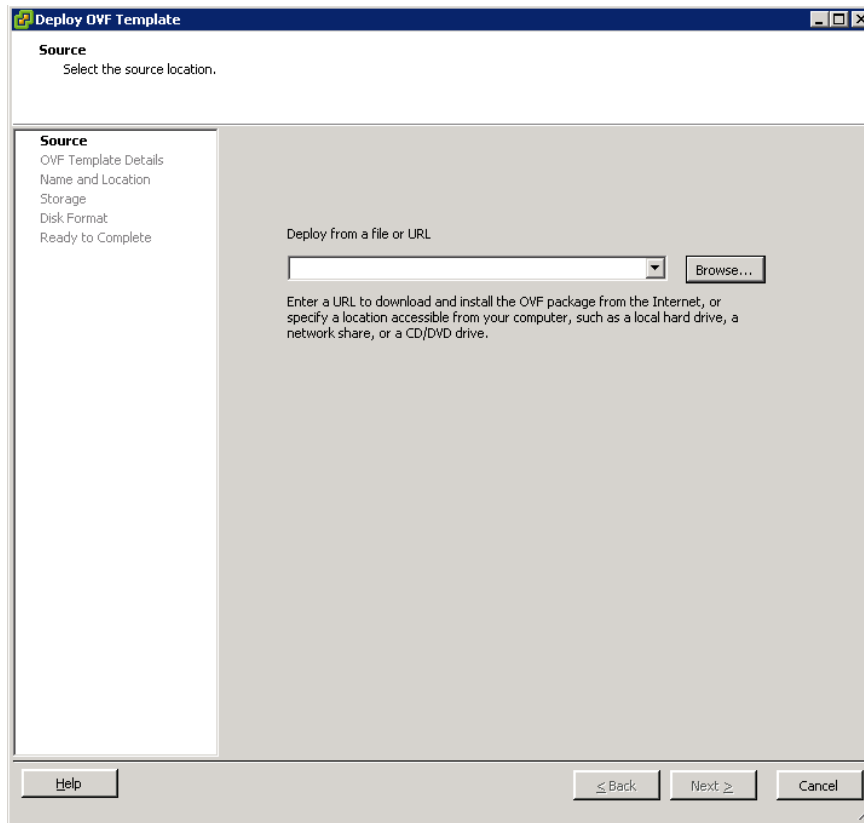 Deploy OVF Template
Source
Select the source location.
Source
OVF Template Details
Name and Location
Storage
Disk Format
Ready to Complete
Deploy from a file or URL
Browse...
Enter a URL to download and install the OVF package from the Internet, or
specify a location accessible from your computer, such as a local hard drive, a
network share, or a CD/DVD drive.
Help
< Back
Next >
Cancel